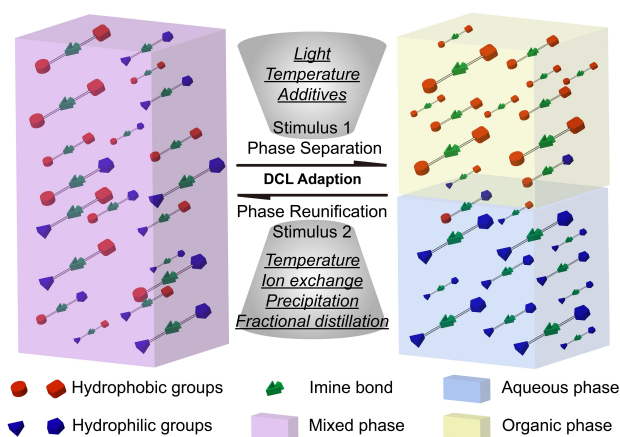 Light
Temperature
Additives
Stimulus 1
Phase Separation
DCL Adaption
Phase Reunification
Stimulus 2
Temperature
Ion exchange
Precipitation
Fractional distillation
Hydrophobic groups
Imine bond
Aqueous phase
Hydrophilic groups
Mixed phase
Organic phase